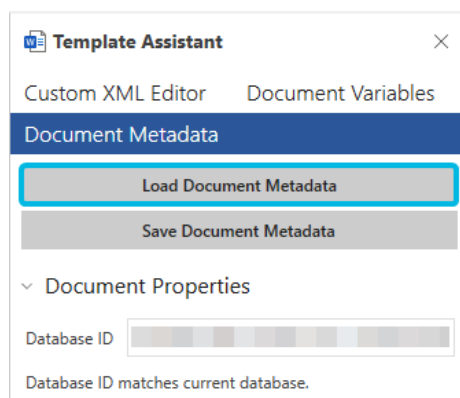 Template Assistant
Custom XML Editor Document Variables
Document Metadata
Load Document Metadata
Save Document Metadata
Document Properties
Database ID
Database ID matches current database.